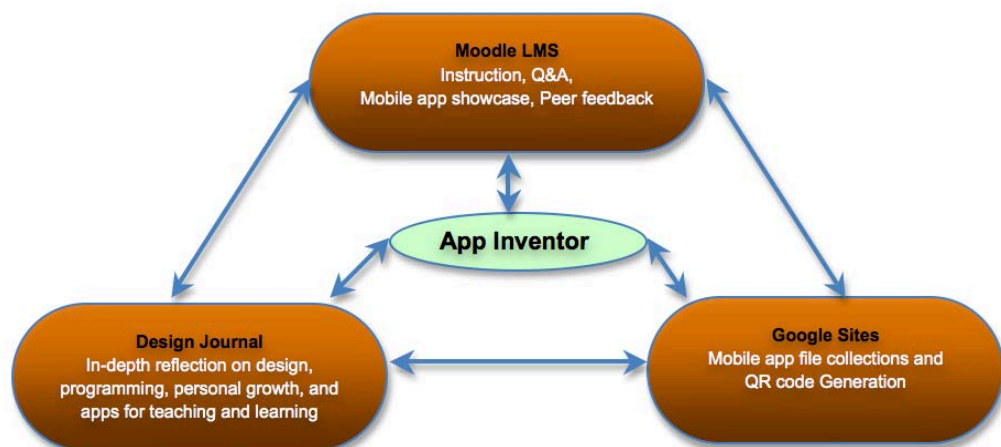 Moodle LMS
Instruction, Q&A,
Mobile app showcase, Peer feedback
App Inventor
Design Journal
In-depth reflection on design,
programming, personal growth, and
apps for teaching and learning
Google Sites
Mobile app file collections and
QR code Generation